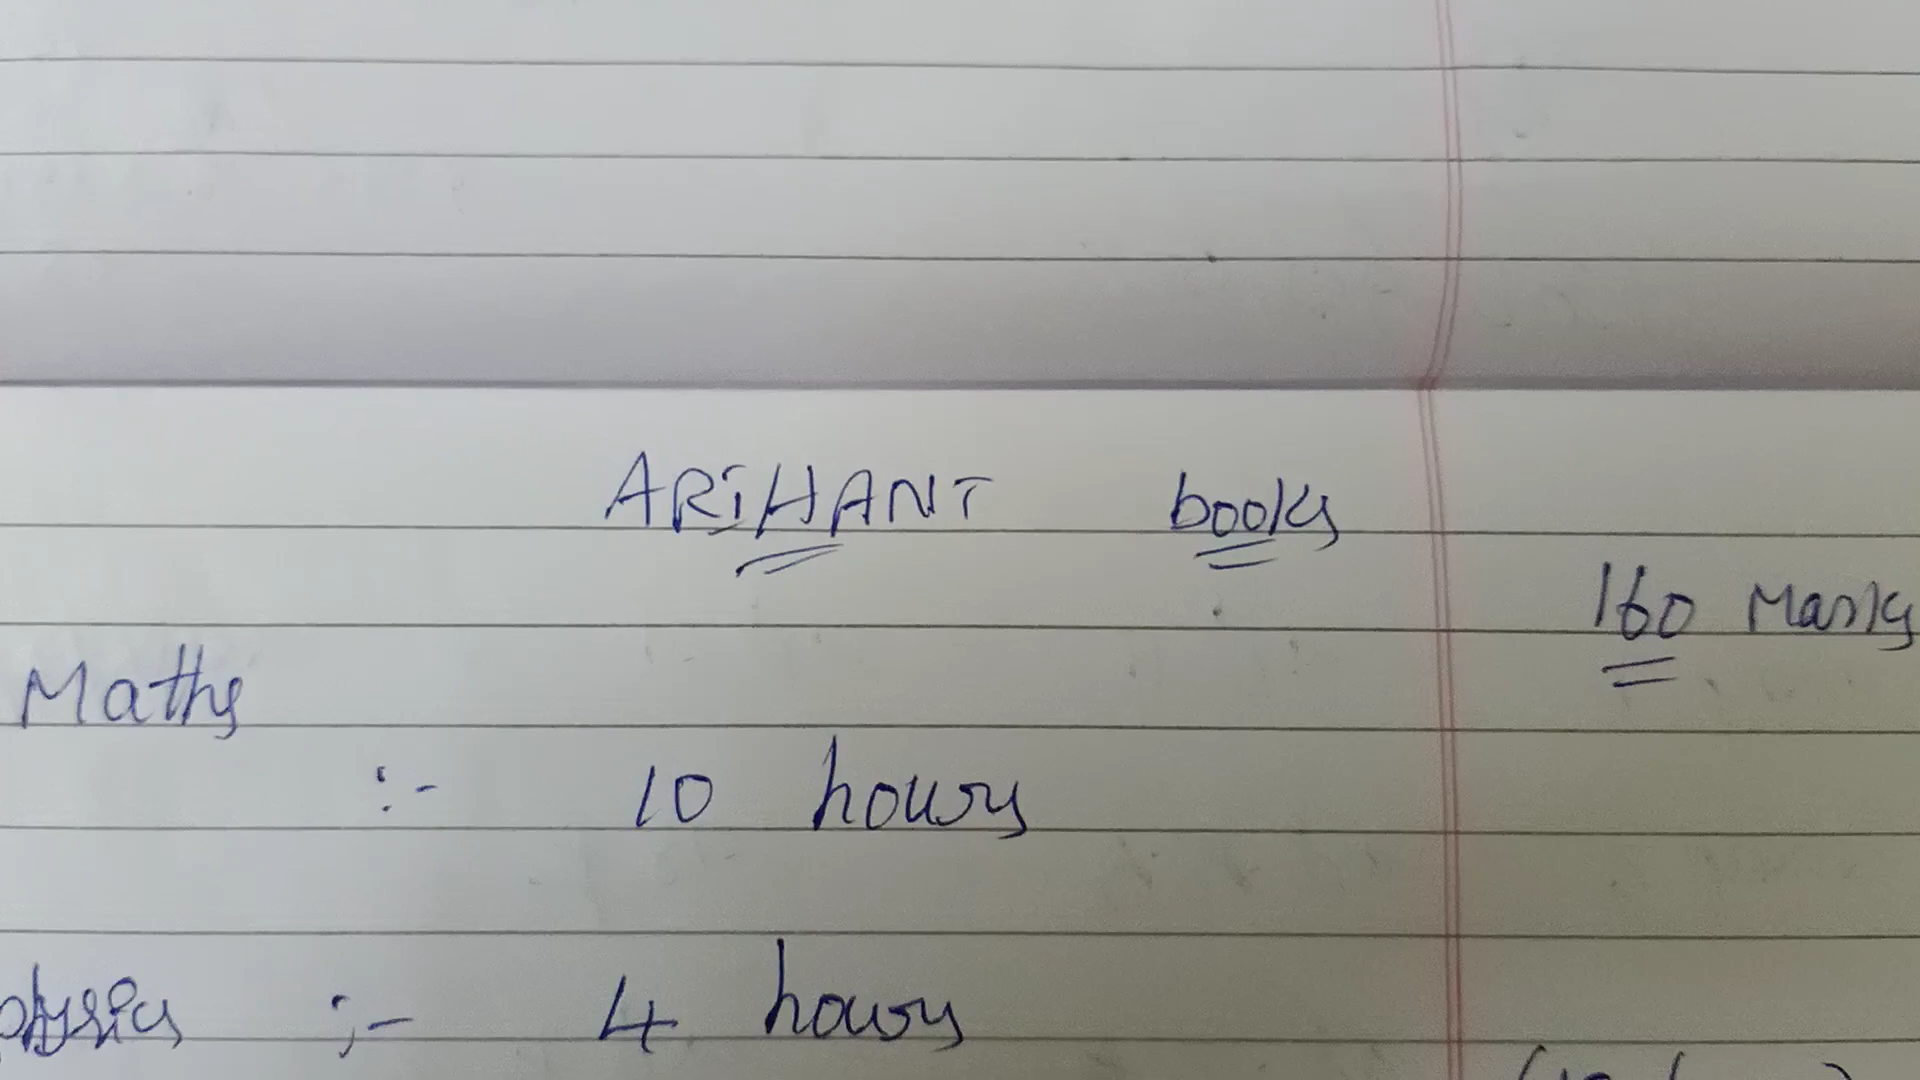 ARIHANT books
160 Marks
Maths
:- 10 hours
physics :- 4 hours